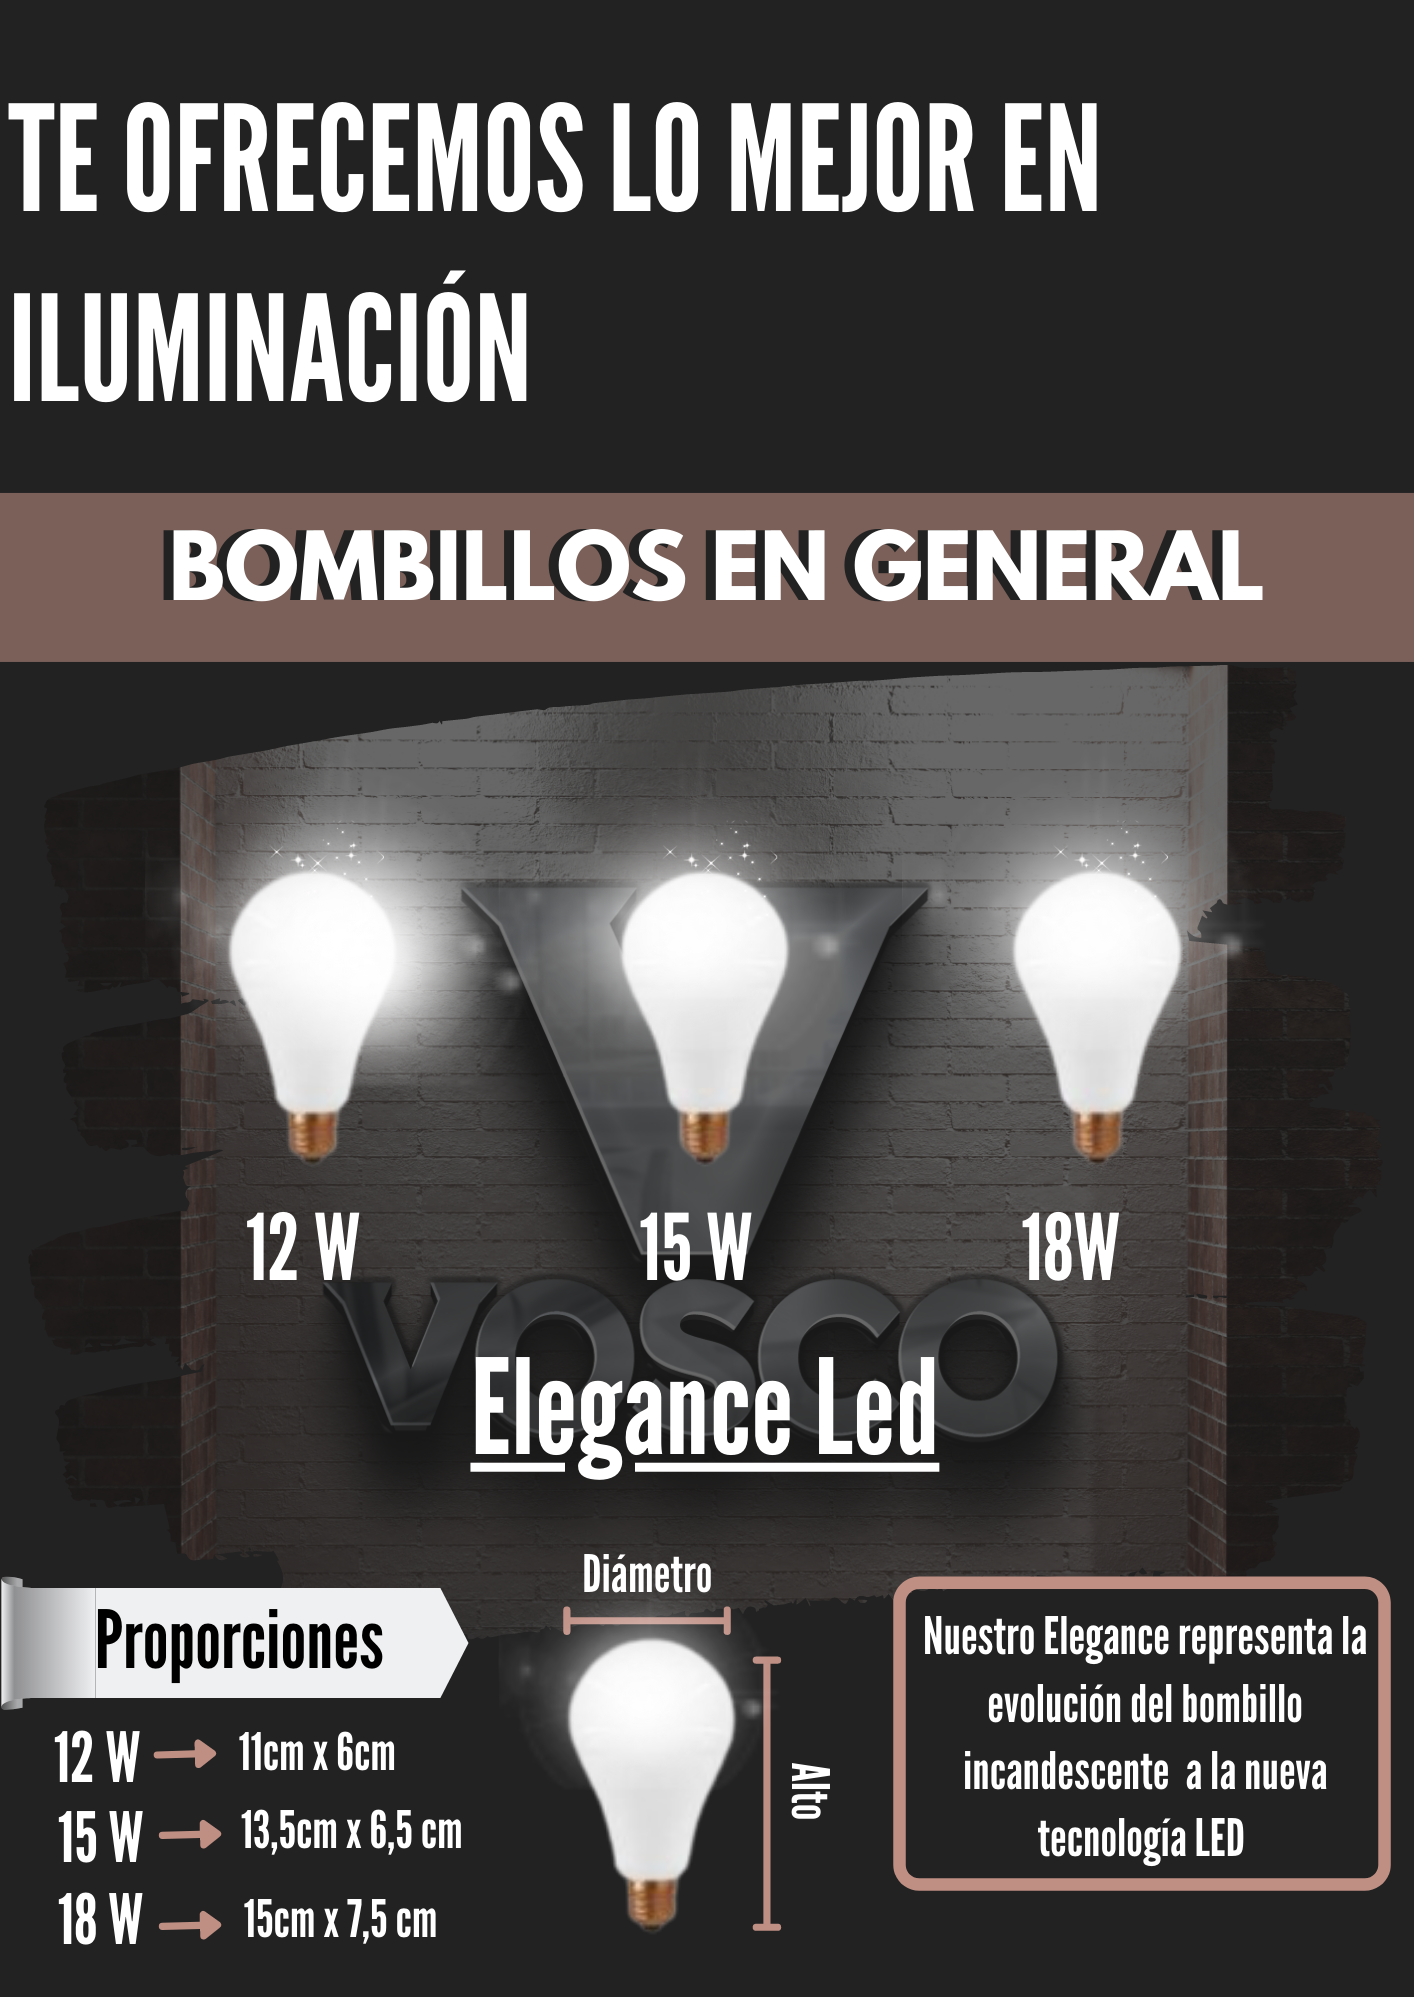 TE OFRECEMOS LO MEJOR EN
ILUMINACIÓN
BOMBILLOS EN GENERAL
12 W
15 W
18W
VOSCO
Elegance Led
Proporciones
12 W
11cm x 6cm
15 W
13,5cm x 6,5 cm
18 W
15cm x 7,5 cm
Diámetro
Alto
Nuestro Elegance representa la
evolución del bombillo
incandescente  a la nueva
tecnología LED